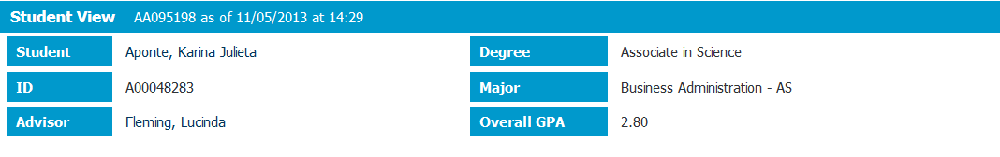 Student View AA095198 as of 11/05/2013 at 14:29
Student Aponte, Karina Julieta Degree Associate in Science
ID A00048283 Major Business Administration - AS
Advisor Fleming, Lucinda Overall GPA 2.80